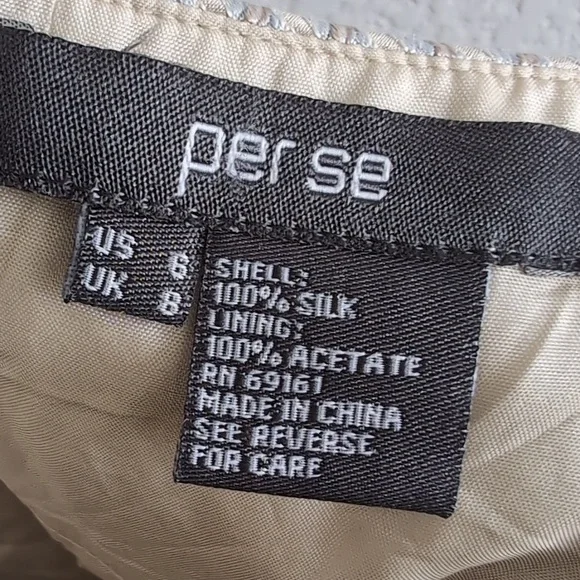 per se
US 6
UK 8
SHELL:
100% SILK
LINING:
100% ACETATE
RN 69161
MADE IN CHINA
SEE REVERSE
FOR CARE